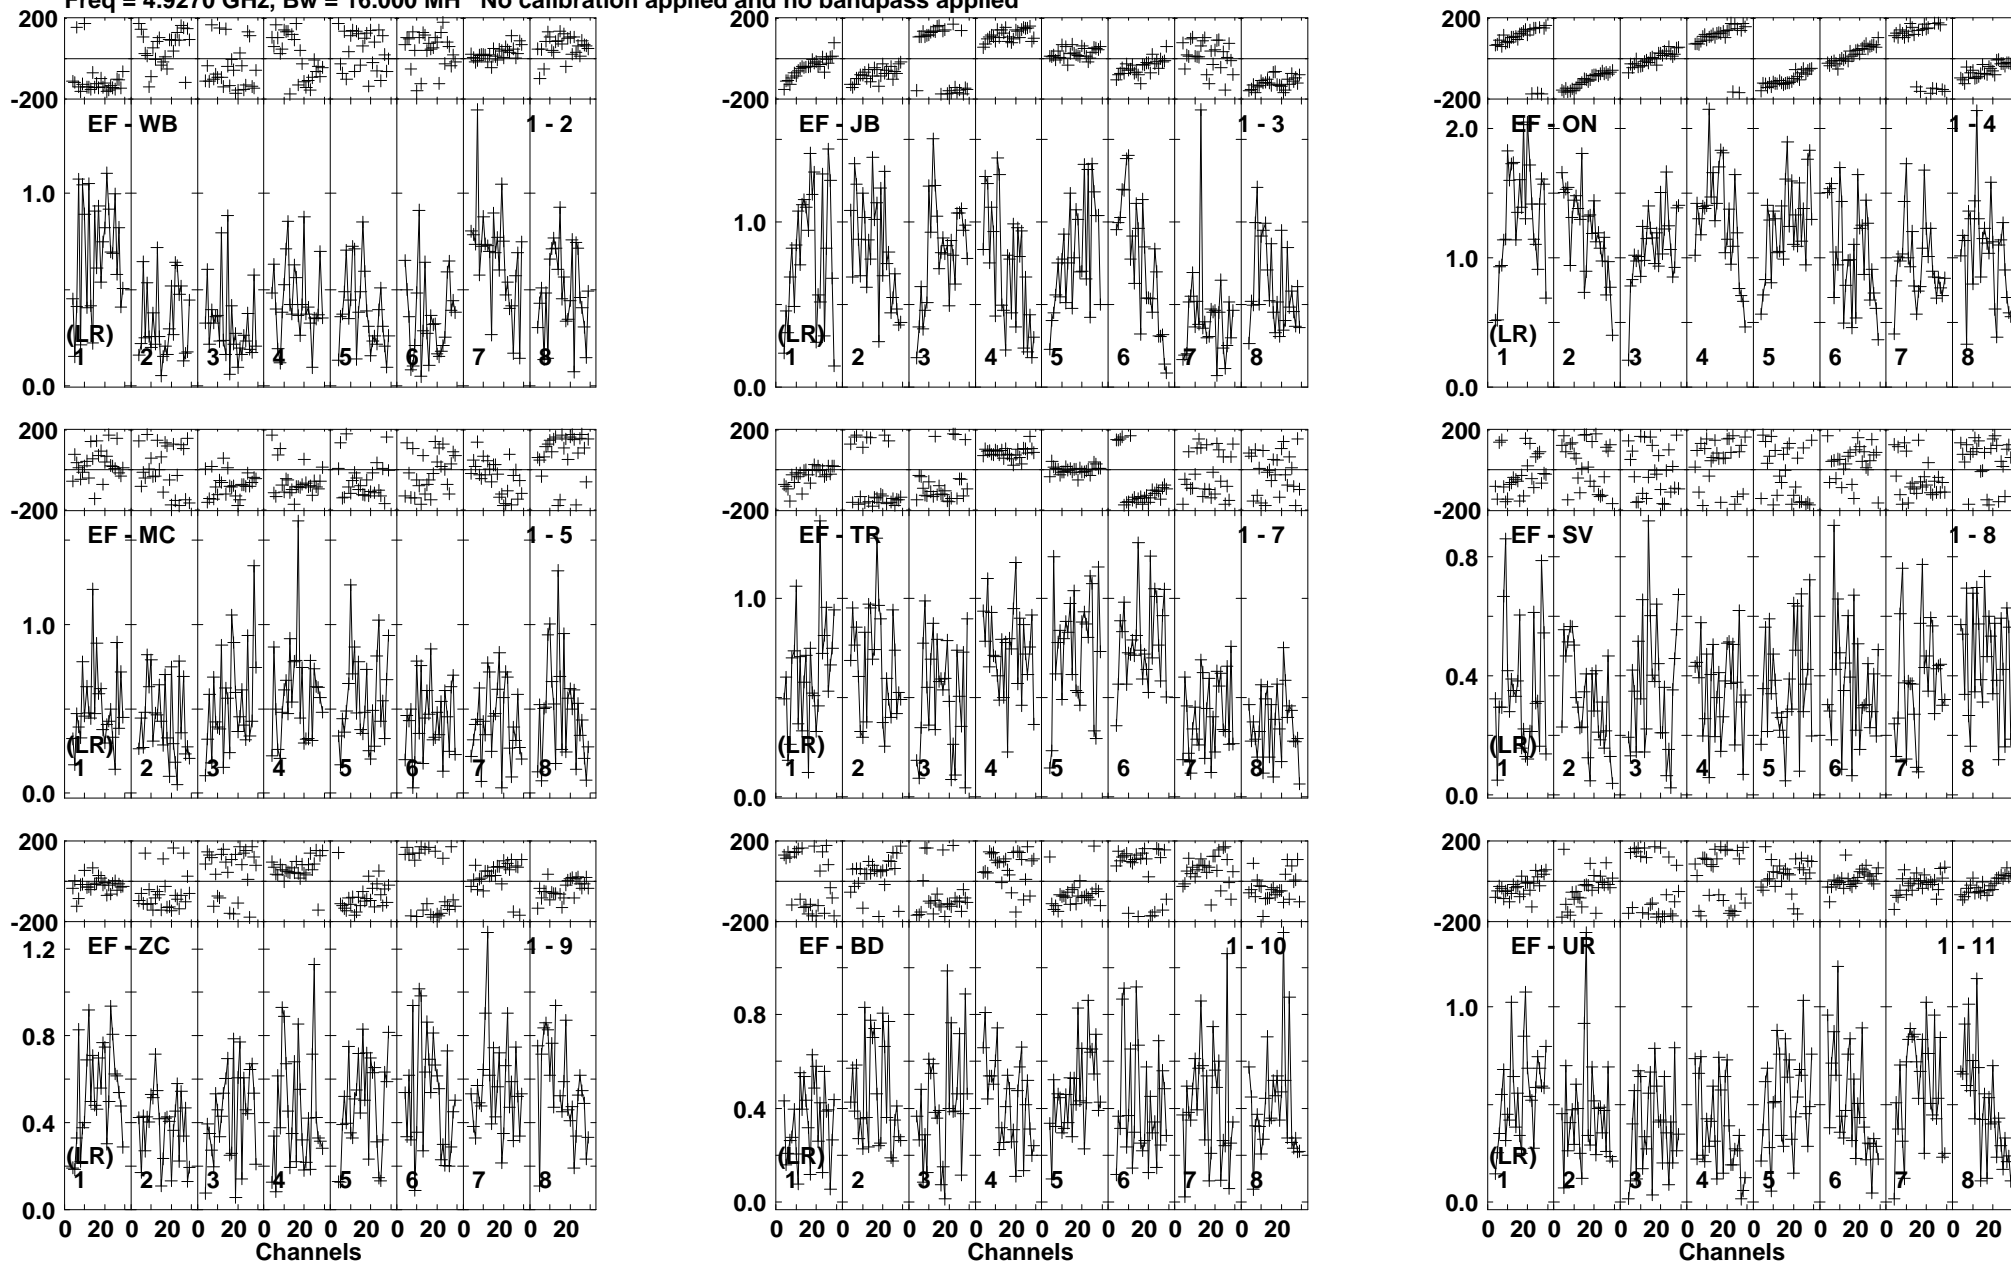 Freq = 4.9270 GHz, Bw = 16.000 MH No calibration applied and no bandpass applied
200 200 200
-200 -200 -200
EF - WB 1 - 2 EF - JB 1 - 3 EF - ON 1 - 4
2.0
1.0 1.0 1.0
(LR) (LR) (LR)
1 2 3 4 5 6 7 8 1 2 3 4 5 6 7 8 1 2 3 4 5 6 7 8
0.0 0.0 0.0
200 200 200
-200 -200 -200
EF - MC 1 - 5 EF - TR 1 - 7 EF - SV 1 - 8
0.8
1.0 1.0
0.4
(LR) (LR) (LR)
1 2 3 4 5 6 7 8 1 2 3 4 5 6 7 8 1 2 3 4 5 6 7 8
0.0 0.0 0.0
200 200 200
-200 -200 -200
EF - ZC 1 - 9 EF - BD 1 - 10 EF - UR 1 - 11
1.2
0.8 0.8 1.0
0.4 0.4
(LR) (LR) (LR)
1 2 3 4 5 6 7 8 1 2 3 4 5 6 7 8 1 2 3 4 5 6 7 8
0.0 0.0 0.0
0 20 0 20 0 20 0 20 0 20 0 20 0 20 0 20 0 20 0 20 0 20 0 20 0 20 0 20 0 20 0 20 0 20 0 20 0 20 0 20 0 20 0 20 0 20 0 20
Channels Channels Channels